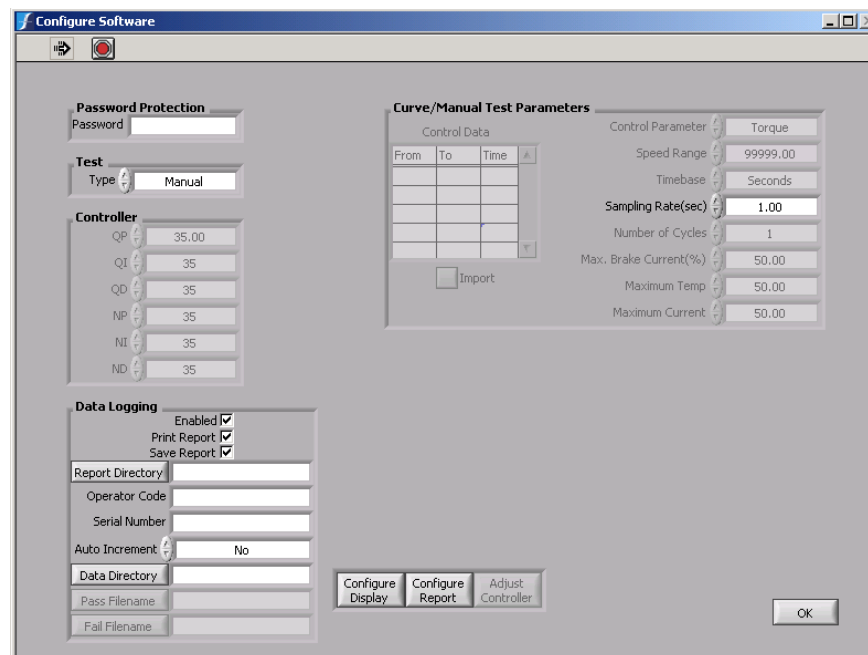 Configure Software
Password Protection
Password
Test
Type Manual
Controller
QP 35.00
QI 35
QD 35
NP 35
NI 35
ND 35
Data Logging
Enabled
Print Report
Save Report
Report Directory
Operator Code
Serial Number
Auto Increment No
Data Directory
Pass Filename
Fail Filename
Curve/Manual Test Parameters
Control Data
From To Time
Import
Control Parameter Torque
Speed Range 99999.00
Timebase Seconds
Sampling Rate(sec) 1.00
Number of Cycles 1
Max. Brake Current(%) 50.00
Maximum Temp 50.00
Maximum Current 50.00
Configure Display
Configure Report
Adjust Controller
OK